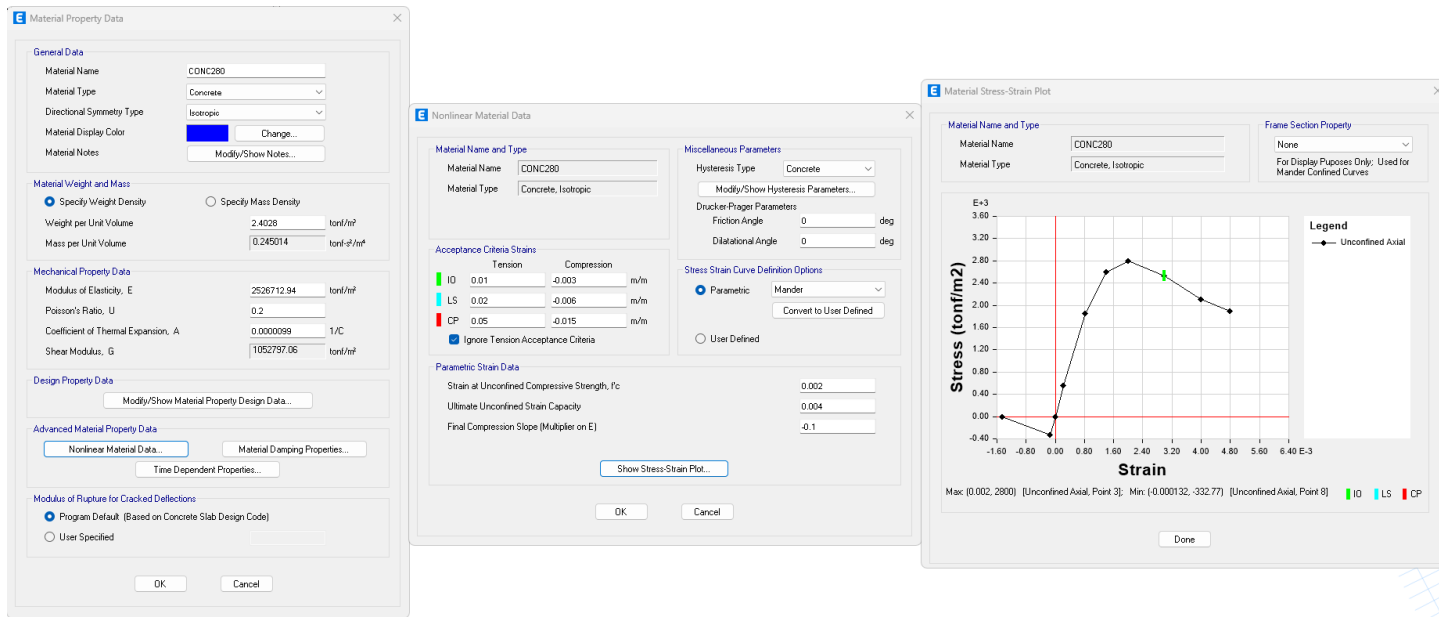 E Material Property Data
General Data
Material Name CONC280
Material Type Concrete
Directional Symmetry Type Isotropic
Material Display Color Change...
Material Notes Modify/Show Notes...
Material Weight and Mass
Specify Weight Density Specify Mass Density
Weight per Unit Volume 2.4028 tonf/m³
Mass per Unit Volume 0.245014 tonf-s²/m⁴
Mechanical Property Data
Modulus of Elasticity, E 2526712.94 tonf/m²
Poisson's Ratio, U 0.2
Coefficient of Thermal Expansion, A 0.0000099 1/C
Shear Modulus, G 1052797.06 tonf/m²
Design Property Data
Modify/Show Material Property Design Data...
Advanced Material Property Data
Nonlinear Material Data... Material Damping Properties...
Time Dependent Properties...
Modulus of Rupture for Cracked Deflections
Program Default (Based on Concrete Slab Design Code)
User Specified
OK Cancel
E Nonlinear Material Data
Material Name and Type
Material Name CONC280
Material Type Concrete, Isotropic
Miscellaneous Parameters
Hysteresis Type Concrete
Modify/Show Hysteresis Parameters...
Drucker-Prager Parameters
Friction Angle 0 deg
Dilatational Angle 0 deg
Acceptance Criteria Strains
Tension Compression
IO 0.01 -0.003 m/m
LS 0.02 -0.006 m/m
CP 0.05 -0.015 m/m
Ignore Tension Acceptance Criteria
Stress Strain Curve Definition Options
Parametric Mander
Convert to User Defined
User Defined
Parametric Strain Data
Strain at Unconfined Compressive Strength, f'c 0.002
Ultimate Unconfined Strain Capacity 0.004
Final Compression Slope (Multiplier on E) -0.1
Show Stress-Strain Plot...
OK Cancel
E Material Stress-Strain Plot
Material Name and Type
Material Name CONC280
Material Type Concrete, Isotropic
Frame Section Property
None
For Display Puposes Only; Used for
Mander Confined Curves
E+3
3.60
3.20
2.80
2.40
2.00
1.60
1.20
0.80
0.40
0.00
-0.40
Stress (tonf/m2)
-1.60 -0.80 0.00 0.80 1.60 2.40 3.20 4.00 4.80 5.60 6.40 E-3
Strain
Legend
Unconfined Axial
Max: (0.002, 2800) [Unconfined Axial, Point 3]; Min: (-0.000132, -332.77) [Unconfined Axial, Point 8] IO LS CP
Done